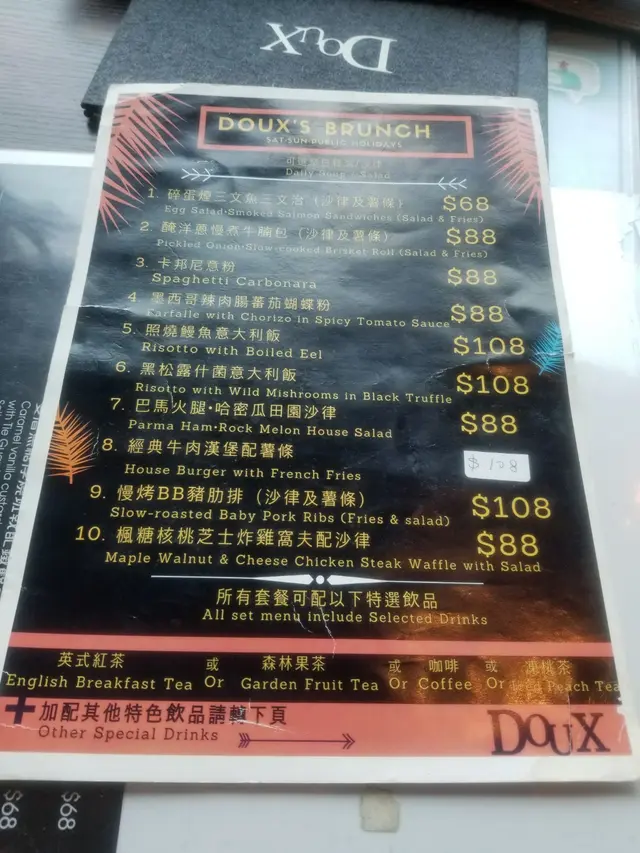 DOUX
DOUX'S BRUNCH
SAT·SUN·PUBLIC HOLIDAYS
Daily Soup / Salad
1. 碎蛋煙三文魚三文治（沙律及薯條） $68
Egg Salad·Smoked Salmon Sandwiches (Salad & Fries)
2. 醃洋蔥慢煮牛腩包（沙律及薯條） $88
Pickled Onion·Slow-cooked Brisket Roll (Salad & Fries)
3. 卡邦尼意粉 $88
Spaghetti Carbonara
4 墨西哥辣肉腸蕃茄蝴蝶粉 $88
Farfalle with Chorizo in Spicy Tomato Sauce
5. 照燒鰻魚意大利飯 $108
Risotto with Boiled Eel
6. 黑松露什菌意大利飯 $108
Risotto with Wild Mishrooms in Black Truffle
7. 巴馬火腿·哈密瓜田園沙律 $88
Parma Ham·Rock Melon House Salad
8. 經典牛肉漢堡配薯條 $128
House Burger with French Fries
9. 慢烤BB豬肋排（沙律及薯條） $108
Slow-roasted Baby Pork Ribs (Fries & salad)
10. 楓糖核桃芝士炸雞窩夫配沙律 $88
Maple Walnut & Cheese Chicken Steak Waffle with Salad
所有套餐可配以下特選飲品
All set menu include Selected Drinks
英式紅茶 或 森林果茶 或 咖啡 或 凍桃茶
English Breakfast Tea Or Garden Fruit Tea Or Coffee Or Iced Peach Tea
+加配其他特色飲品請轉下頁
Other Special Drinks
DOUX
Caramel vanilla custard
$68
$68